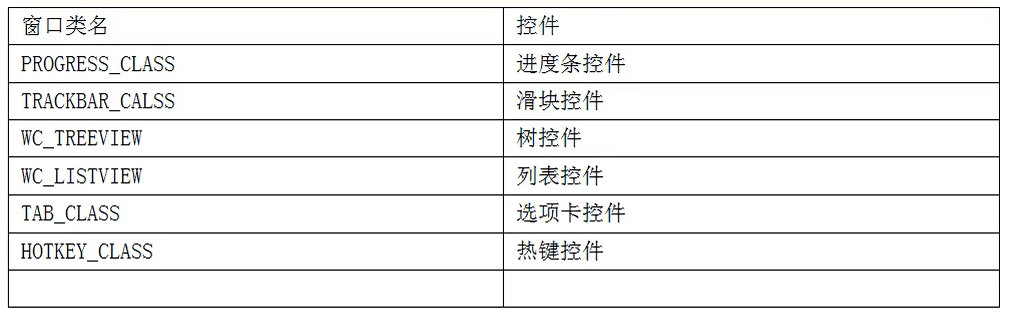 窗口类名 控件
PROGRESS_CLASS 进度条控件
TRACKBAR_CALSS 滑块控件
WC_TREEVIEW 树控件
WC_LISTVIEW 列表控件
TAB_CLASS 选项卡控件
HOTKEY_CLASS 热键控件